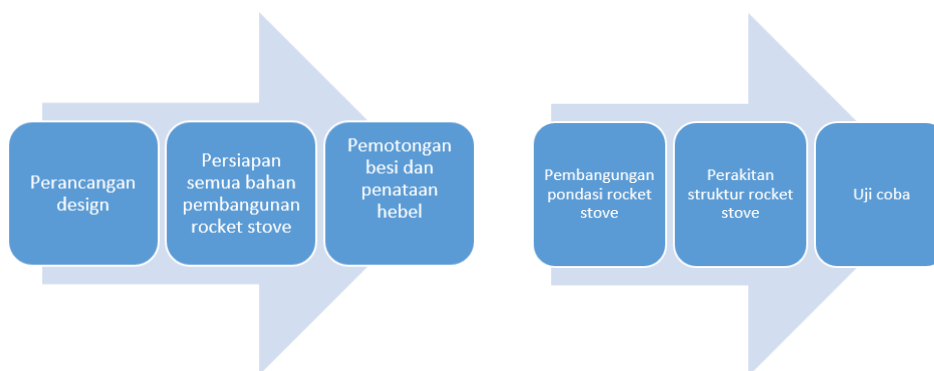 Perancangan
design
Persiapan
semua bahan
pembangunan
rocket stove
Pemotongan
besi dan
penataan
hebel
Pembangungan
pondasi rocket
stove
Perakitan
struktur rocket
stove
Uji coba